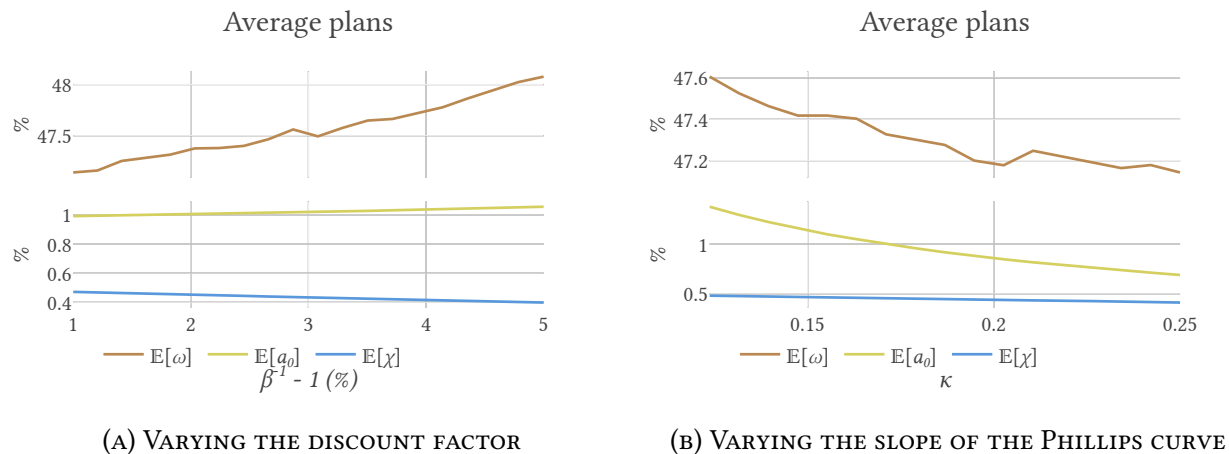 Average plans
48
47.5
%
1
0.8
0.6
0.4
%
1 2 3 4 5
𝔼[ω] 𝔼[a₀] 𝔼[χ]
β⁻¹ - 1 (%)
(A) Varying the discount factor
Average plans
47.6
47.4
47.2
%
1
0.5
%
0.15 0.2 0.25
𝔼[ω] 𝔼[a₀] 𝔼[χ]
κ
(B) Varying the slope of the Phillips curve